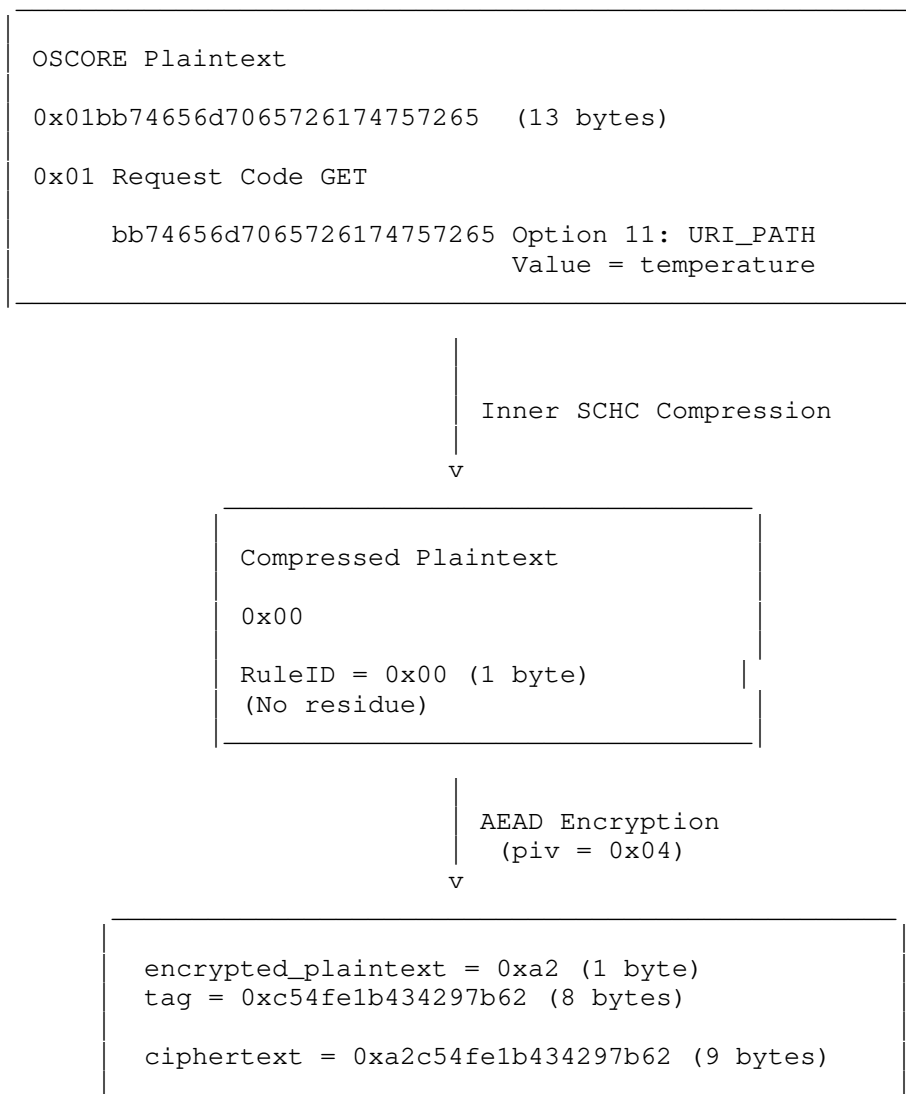 OSCORE Plaintext
0x01bb74656d7065726174757265 (13 bytes)
0x01 Request Code GET
bb74656d7065726174757265 Option 11: URI_PATH
Value = temperature
Inner SCHC Compression
v
Compressed Plaintext
0x00
RuleID = 0x00 (1 byte)
(No residue)
AEAD Encryption
(piv = 0x04)
v
encrypted_plaintext = 0xa2 (1 byte)
tag = 0xc54fe1b434297b62 (8 bytes)
ciphertext = 0xa2c54fe1b434297b62 (9 bytes)